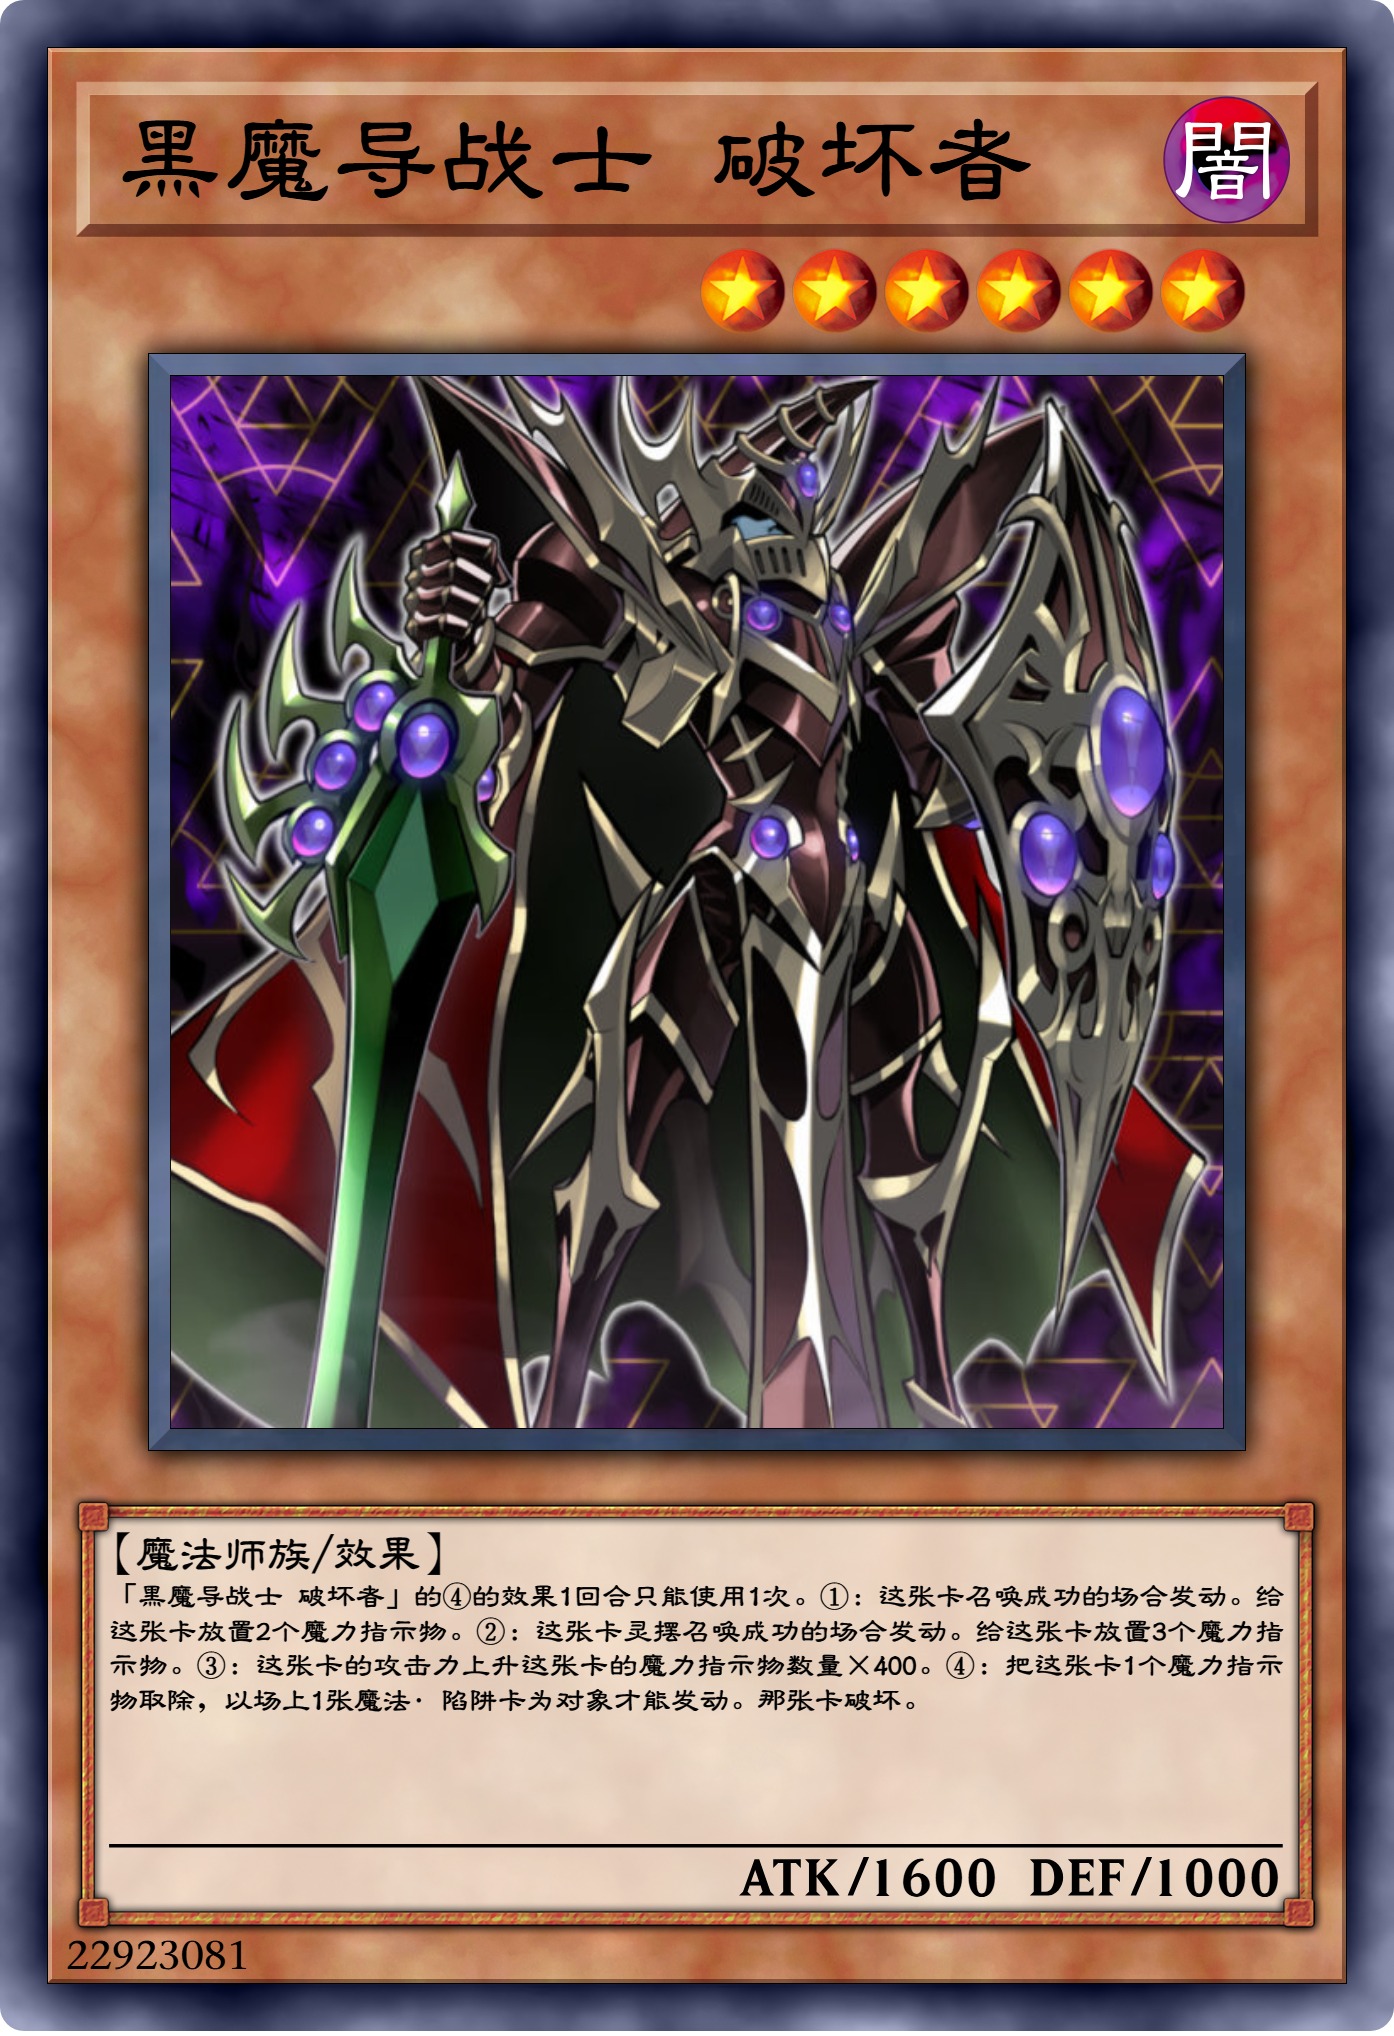 黑魔导战士 破坏者
闇
【魔法师族/效果】
「黑魔导战士 破坏者」的④的效果1回合只能使用1次。①：这张卡召唤成功的场合发动。给
这张卡放置2个魔力指示物。②：这张卡灵摆召唤成功的场合发动。给这张卡放置3个魔力指
示物。③：这张卡的攻击力上升这张卡的魔力指示物数量×400。④：把这张卡1个魔力指示
物取除，以场上1张魔法·陷阱卡为对象才能发动。那张卡破坏。
ATK/1600 DEF/1000
22923081